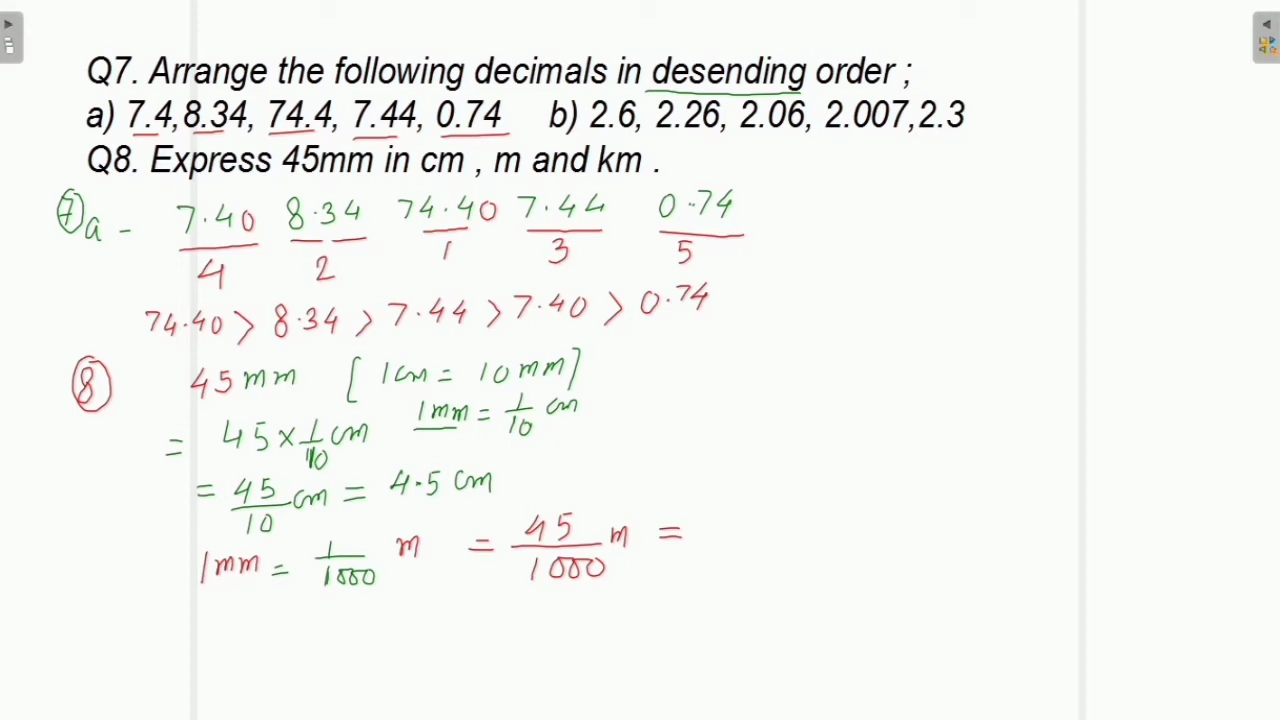 Q7. Arrange the following decimals in desending order ;
a) 7.4,8.34, 74.4, 7.44, 0.74 b) 2.6, 2.26, 2.06, 2.007,2.3
Q8. Express 45mm in cm , m and km .
7 a - 7.40 8.34 74.40 7.44 0.74
4 2 1 3 5
74.40 > 8.34 > 7.44 > 7.40 > 0.74
8 45 mm [ 1cm = 10 mm ]
1mm = 1/10 cm
= 45 × 1/10 cm
= 45/10 cm = 4.5 cm
1mm = 1/1000 m = 45/1000 m =